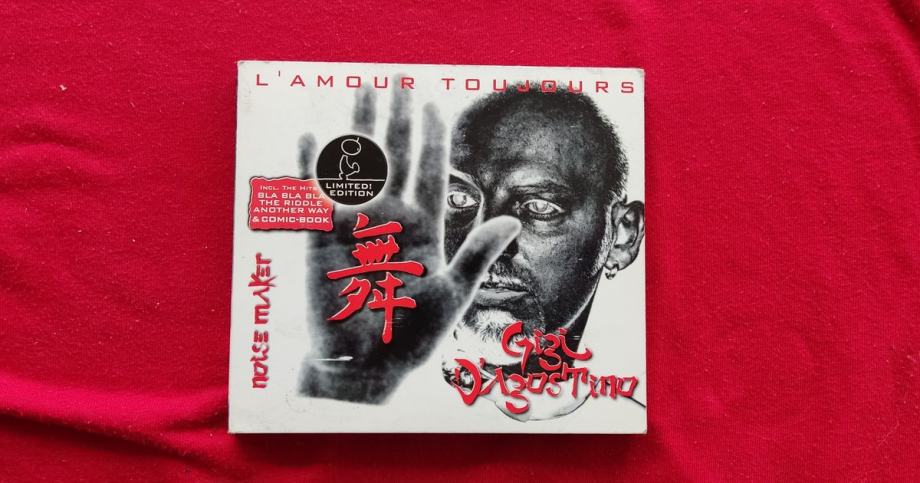 L'AMOUR TOUJOURS
LIMITED!
EDITION
INCL. THE HITS
BLA BLA BLA
THE RIDDLE
ANOTHER WAY
& COMIC-BOOK
舞
NOISE MAKER
Gigi
D'Agostino